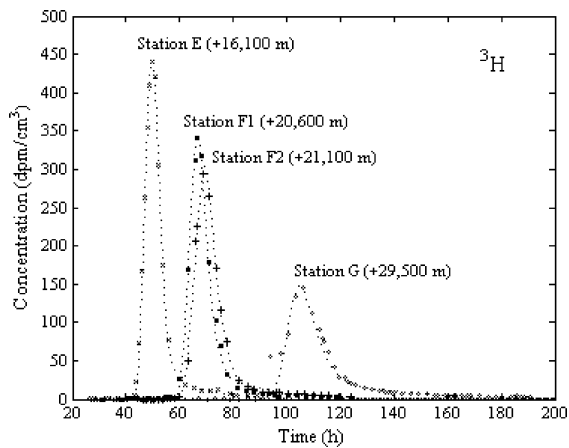 500
450
400
350
300
250
200
150
100
50
0
Concentration (dpm/cm³)
Station E (+16,100 m)
³H
Station F1 (+20,600 m)
Station F2 (+21,100 m)
Station G (+29,500 m)
20 40 60 80 100 120 140 160 180 200
Time (h)